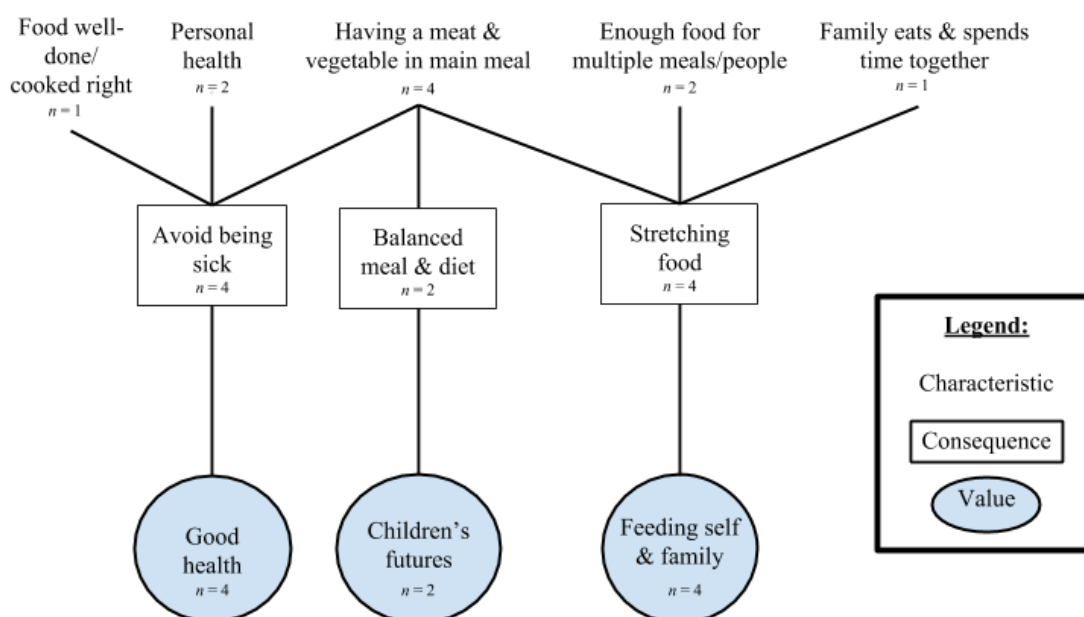 Food well-
done/
cooked right
n = 1
Personal
health
n = 2
Having a meat &
vegetable in main meal
n = 4
Enough food for
multiple meals/people
n = 2
Family eats & spends
time together
n = 1
Avoid being
sick
n = 4
Balanced
meal & diet
n = 2
Stretching
food
n = 4
Good
health
n = 4
Children’s
futures
n = 2
Feeding self
& family
n = 4
Legend:
Characteristic
Consequence
Value